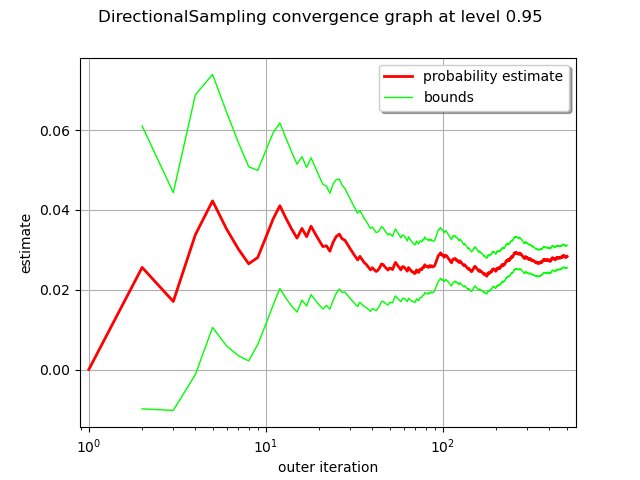 DirectionalSampling convergence graph at level 0.95
probability estimate
bounds
0.06
0.04
0.02
0.00
estimate
10⁰
10¹
10²
outer iteration